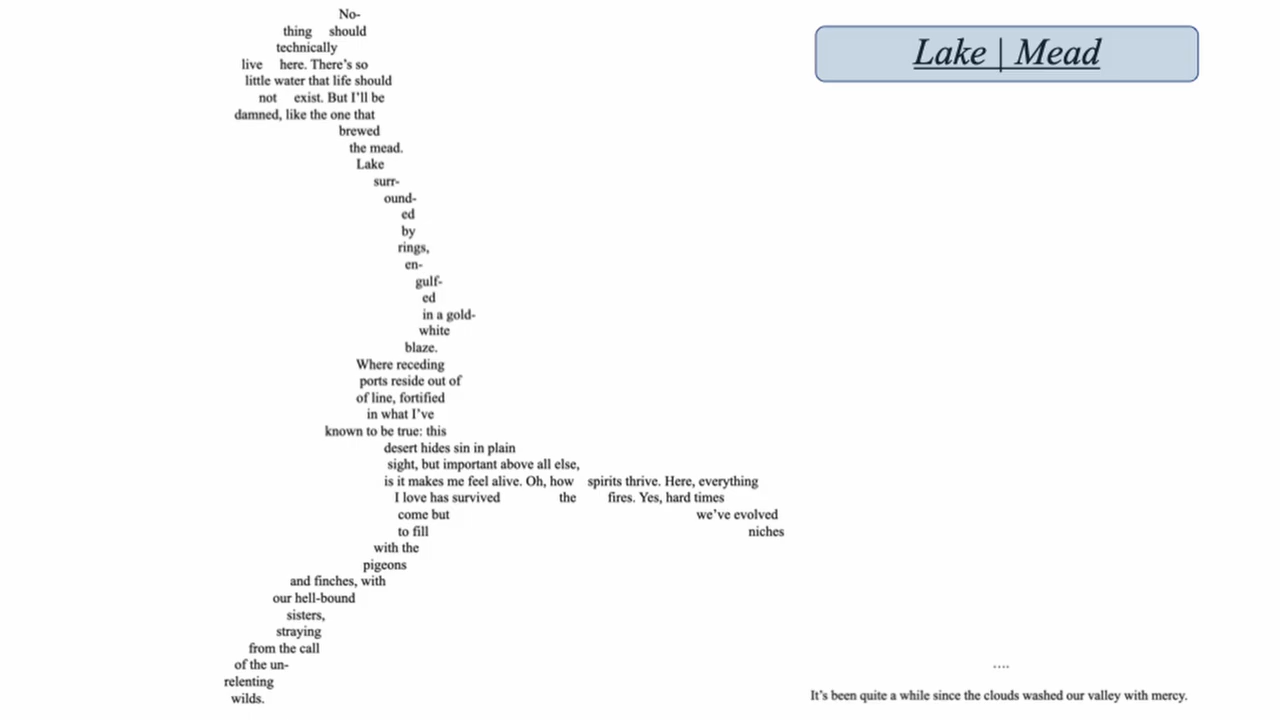 Lake | Mead
No-
thing should
technically
live here. There's so
little water that life should
not exist. But I'll be
damned, like the one that
brewed
the mead.
Lake
surr-
ound-
ed
by
rings,
en-
gulf-
ed
in a gold-
white
blaze.
Where receding
ports reside out of
of line, fortified
in what I've
known to be true: this
desert hides sin in plain
sight, but important above all else,
is it makes me feel alive. Oh, how spirits thrive. Here, everything
I love has survived the fires. Yes, hard times
come but we've evolved
to fill niches
with the
pigeons
and finches, with
our hell-bound
sisters,
straying
from the call
of the un-
relenting
wilds.
....
It's been quite a while since the clouds washed our valley with mercy.